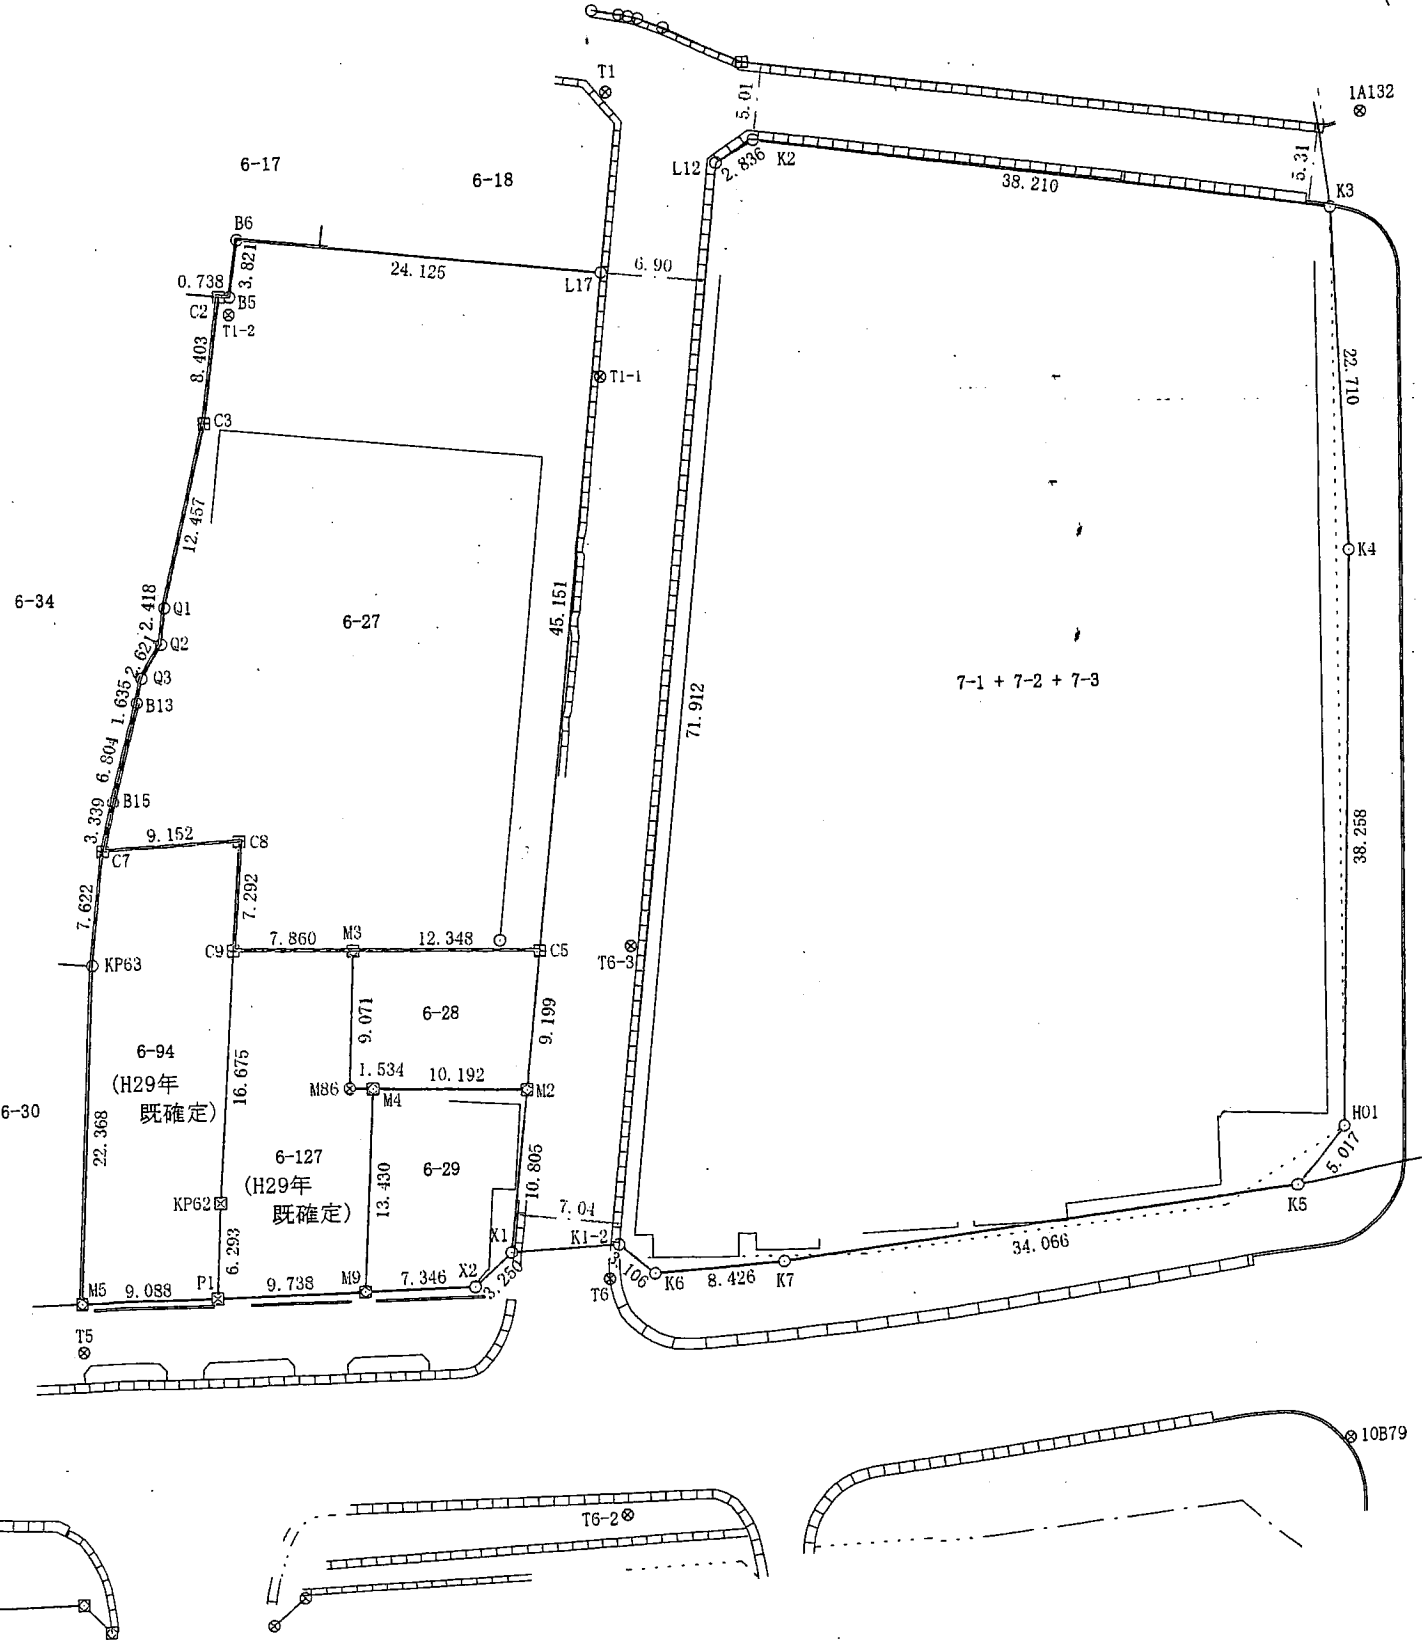 T1
1A132
5.01
5.31
6-17
6-18
L12
2.836
K2
38.210
K3
B6
3.821
24.125
L17
6.90
0.738
C2
B5
T1-2
8.403
T1-1
22.710
C3
12.457
K4
6-34
2.418
Q1
45.151
6-27
Q2
2.621
Q3
1.635
B13
7-1 + 7-2 + 7-3
71.912
6.804
B15
3.339
9.152
C8
C7
38.258
7.622
7.292
M3
C9
7.860
12.348
C5
KP63
T6-3
9.071
6-28
9.199
6-94
(H29年
既確定)
16.675
1.534
10.192
M86
M4
M2
6-30
22.368
H01
5.017
6-127
(H29年
既確定)
6-29
13.430
10.805
KP62
7.04
K5
6.293
X1
K1-2
34.066
M5
9.088
P1
9.738
M9
7.346
X2
3.250
3.106
K6
8.426
K7
T6
T5
10B79
T6-2